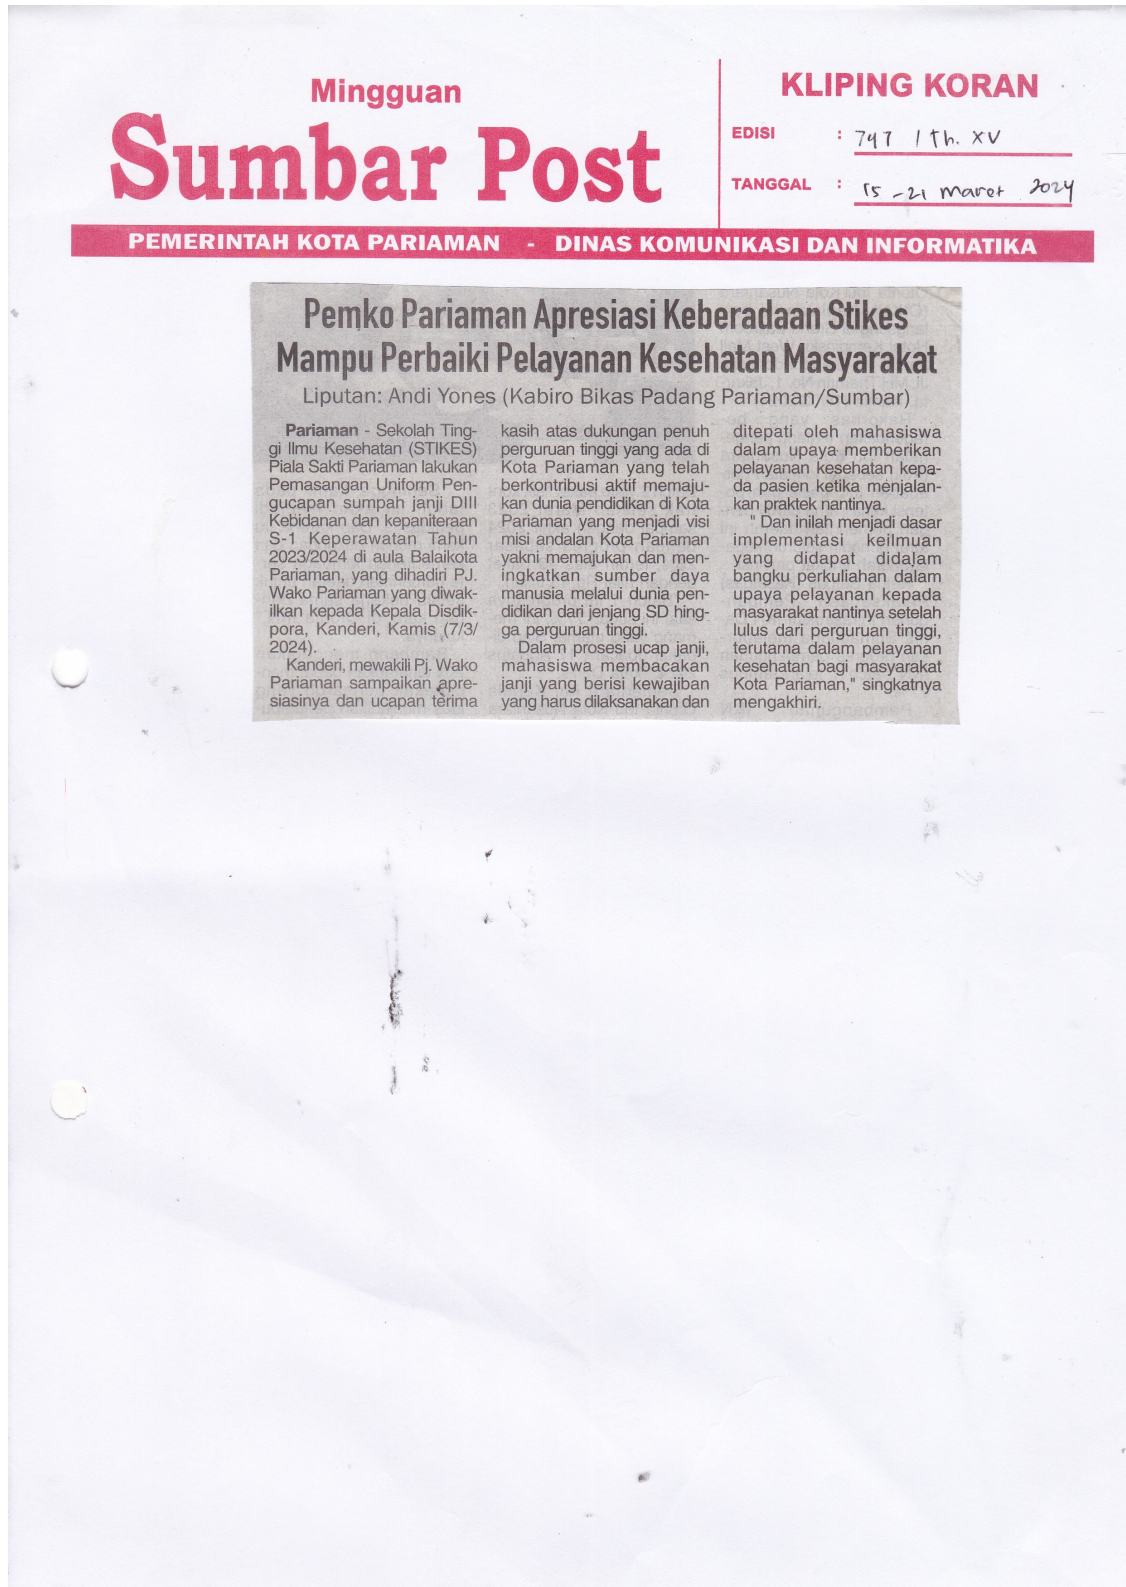 Mingguan
Sumbar Post
KLIPING KORAN
EDISI : 747 / Th. XV
TANGGAL : 15 - 21 Maret 2024
PEMERINTAH KOTA PARIAMAN - DINAS KOMUNIKASI DAN INFORMATIKA
Pemko Pariaman Apresiasi Keberadaan Stikes
Mampu Perbaiki Pelayanan Kesehatan Masyarakat
Liputan: Andi Yones (Kabiro Bikas Padang Pariaman/Sumbar)
Pariaman - Sekolah Ting-
gi Ilmu Kesehatan (STIKES)
Piala Sakti Pariaman lakukan
Pemasangan Uniform Pen-
gucapan sumpah janji DIII
Kebidanan dan kepaniteraan
S-1 Keperawatan Tahun
2023/2024 di aula Balaikota
Pariaman, yang dihadiri PJ.
Wako Pariaman yang diwak-
ilkan kepada Kepala Disdik-
pora, Kanderi, Kamis (7/3/
2024).
Kanderi, mewakili Pj. Wako
Pariaman sampaikan apre-
siasinya dan ucapan terima
kasih atas dukungan penuh
perguruan tinggi yang ada di
Kota Pariaman yang telah
berkontribusi aktif memaju-
kan dunia pendidikan di Kota
Pariaman yang menjadi visi
misi andalan Kota Pariaman
yakni memajukan dan men-
ingkatkan sumber daya
manusia melalui dunia pen-
didikan dari jenjang SD hing-
ga perguruan tinggi.
Dalam prosesi ucap janji,
mahasiswa membacakan
janji yang berisi kewajiban
yang harus dilaksanakan dan
ditepati oleh mahasiswa
dalam upaya memberikan
pelayanan kesehatan kepa-
da pasien ketika menjalan-
kan praktek nantinya.
" Dan inilah menjadi dasar
implementasi keilmuan
yang didapat didalam
bangku perkuliahan dalam
upaya pelayanan kepada
masyarakat nantinya setelah
lulus dari perguruan tinggi,
terutama dalam pelayanan
kesehatan bagi masyarakat
Kota Pariaman," singkatnya
mengakhiri.